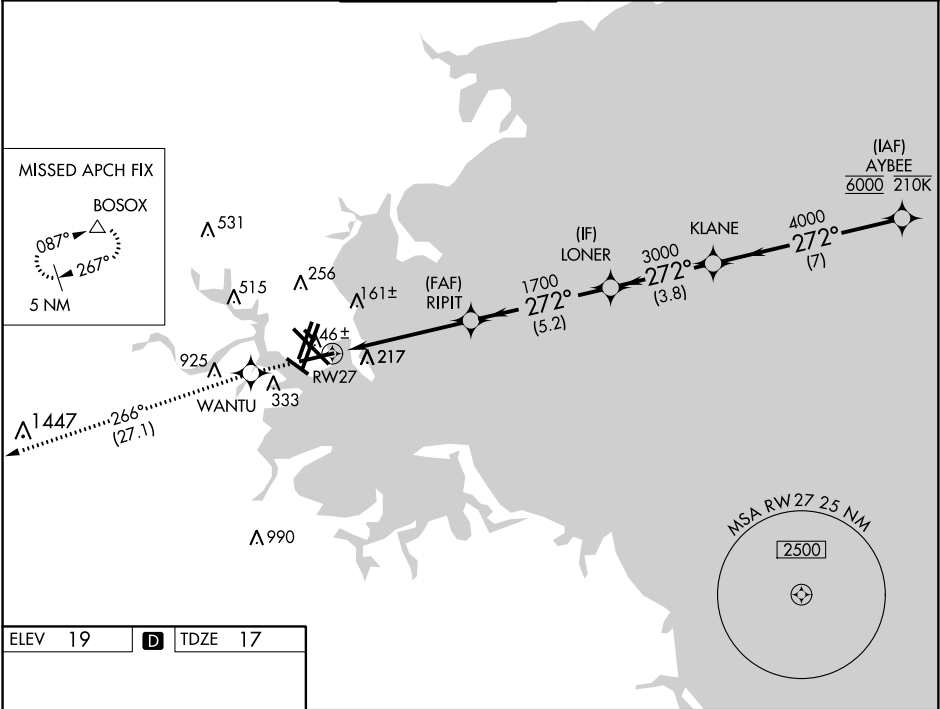 MISSED APCH FIX
BOSOX
087°
267°
5 NM
531
515
256
161±
46±
217
925
333
RW27
WANTU
1447
266°
(27.1)
990
(FAF)
RIPIT
1700
272°
(5.2)
(IF)
LONER
3000
272°
(3.8)
KLANE
4000
272°
(7)
(IAF)
AYBEE
6000 210K
MSA RW27 25 NM
2500
ELEV 19 D TDZE 17